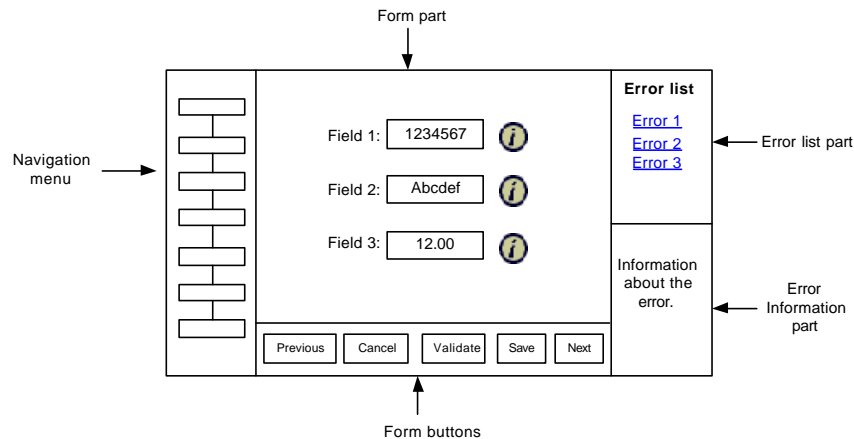 Form part
Navigation
menu
Field 1:
1234567
i
Field 2:
Abcdef
i
Field 3:
12.00
i
Previous
Cancel
Validate
Save
Next
Form buttons
Error list
Error 1
Error 2
Error 3
Error list part
Information
about the
error.
Error
Information
part